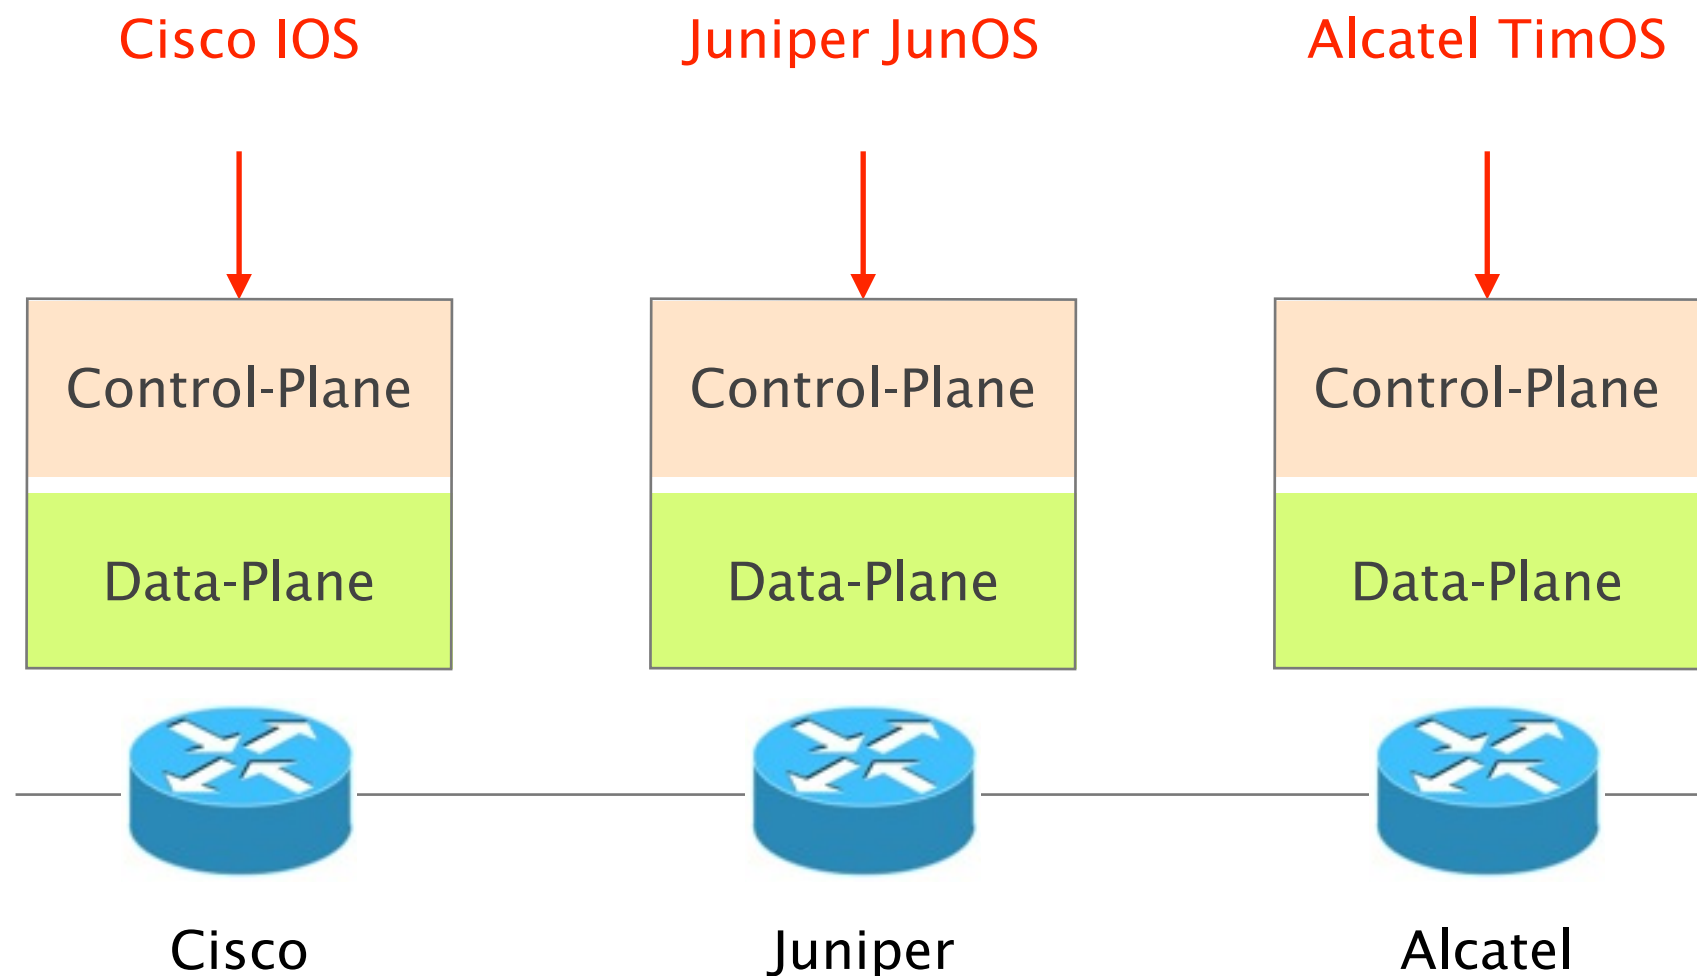 Cisco IOS
Juniper JunOS
Alcatel TimOS
Control-Plane
Control-Plane
Control-Plane
Data-Plane
Data-Plane
Data-Plane
Cisco
Juniper
Alcatel